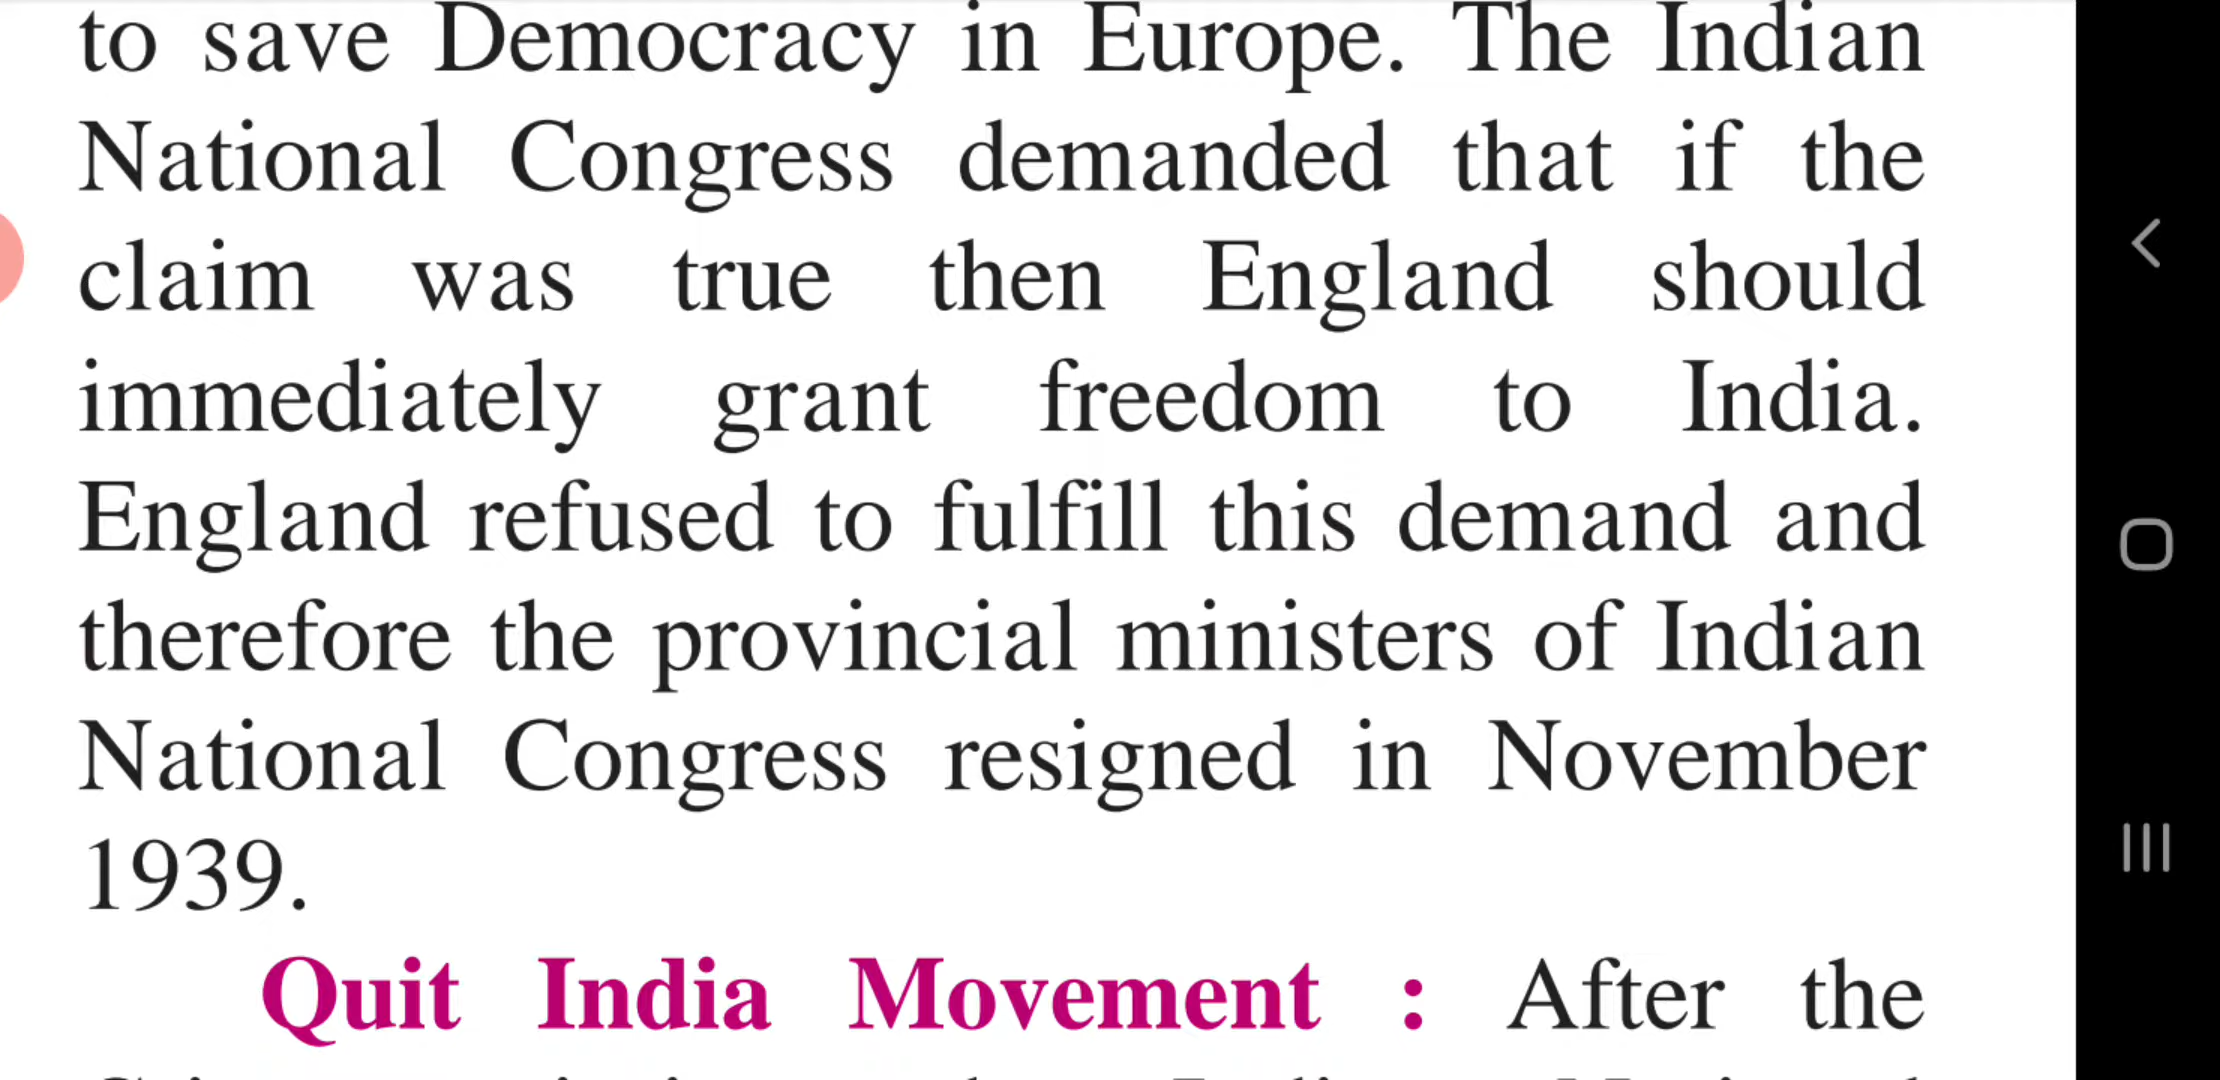 to save Democracy in Europe. The Indian
National Congress demanded that if the
claim was true then England should
immediately grant freedom to India.
England refused to fulfill this demand and
therefore the provincial ministers of Indian
National Congress resigned in November
1939.
Quit India Movement : After the